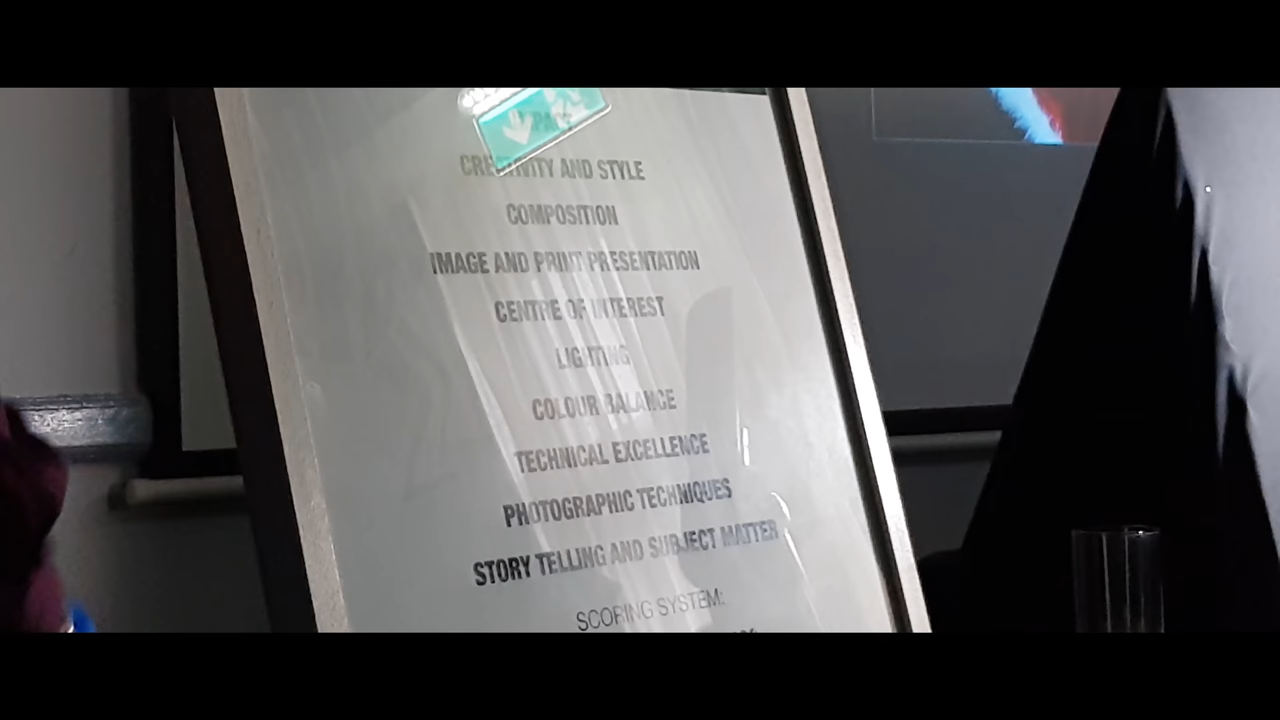 IMPACT
CREATIVITY AND STYLE
COMPOSITION
IMAGE AND PRINT PRESENTATION
CENTRE OF INTEREST
LIGHTING
COLOUR BALANCE
TECHNICAL EXCELLENCE
PHOTOGRAPHIC TECHNIQUES
STORY TELLING AND SUBJECT MATTER
SCORING SYSTEM: